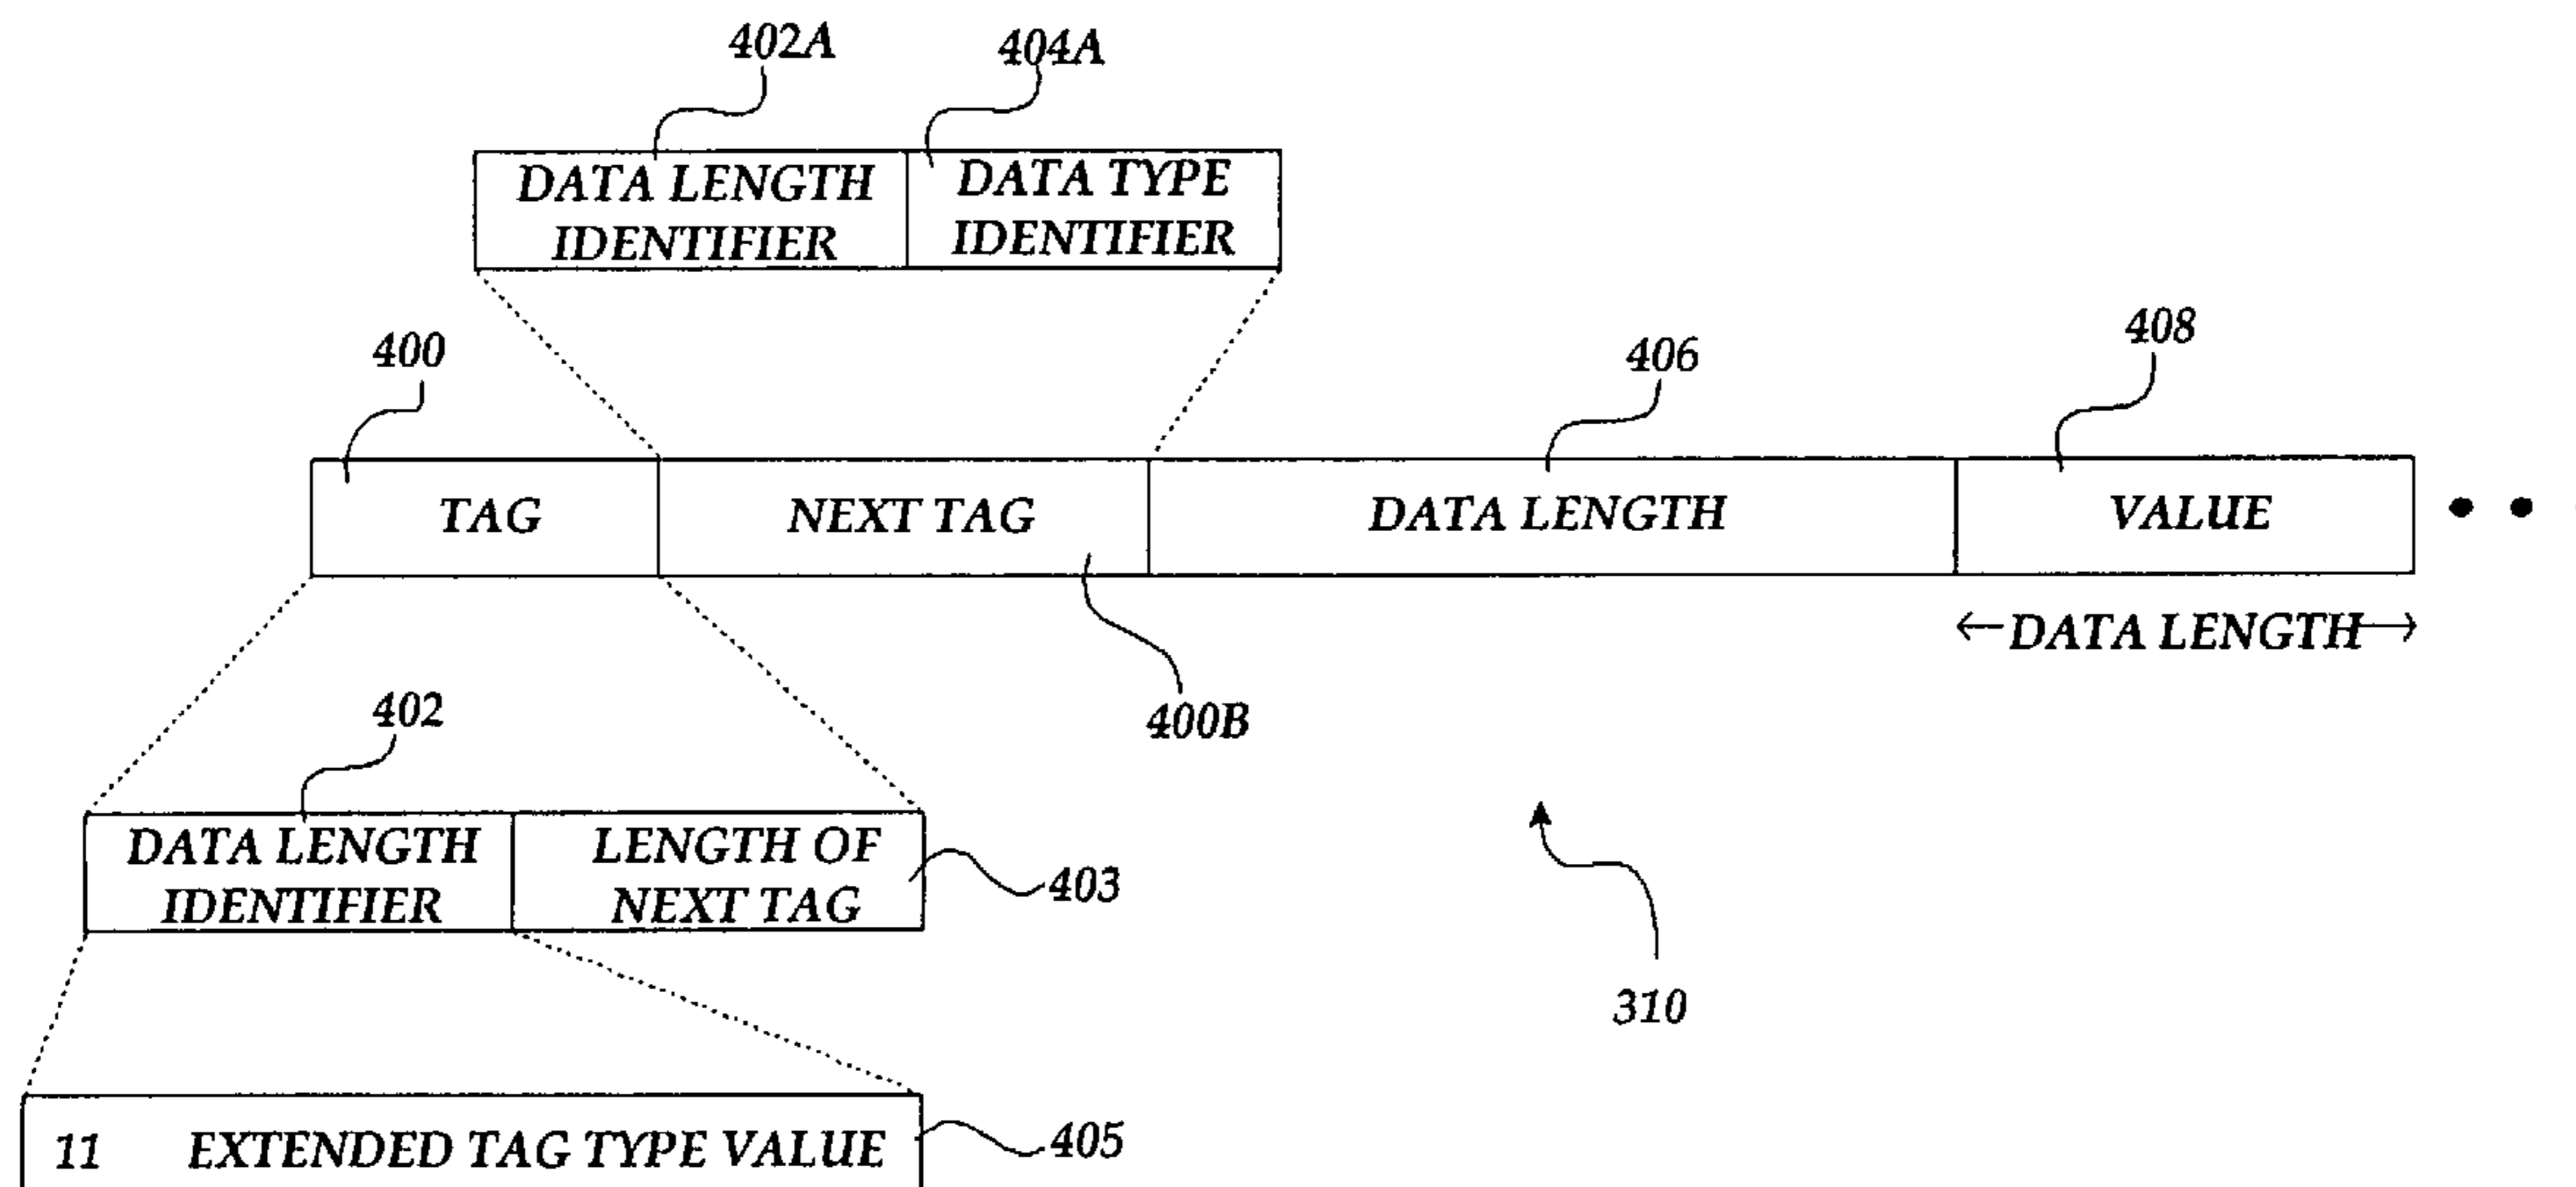 402A
404A
DATA LENGTH
IDENTIFIER
DATA TYPE
IDENTIFIER
400
406
408
TAG
NEXT TAG
DATA LENGTH
VALUE
DATA LENGTH
400B
402
DATA LENGTH
IDENTIFIER
LENGTH OF
NEXT TAG
403
310
11 EXTENDED TAG TYPE VALUE
405